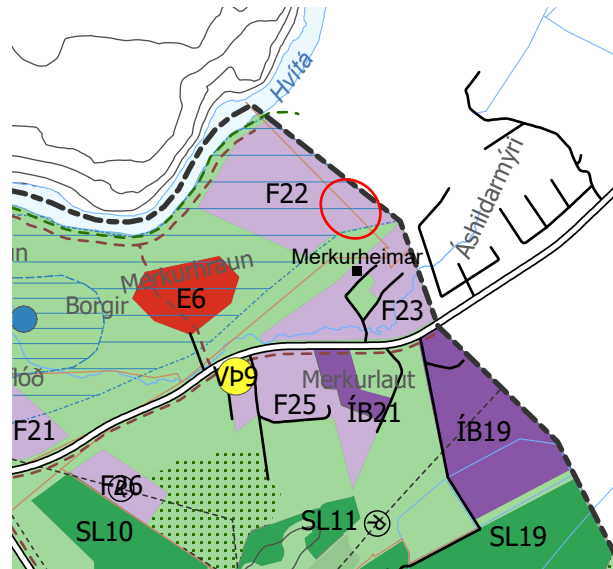 Hvítá
F22
Áshildarmýri
Merkurheimar
Merkurhraun
Borgir
E6
F23
VÞ9
Merkurlaut
F25
ÍB21
ÍB19
F21
F26
SL10
SL11
SL19